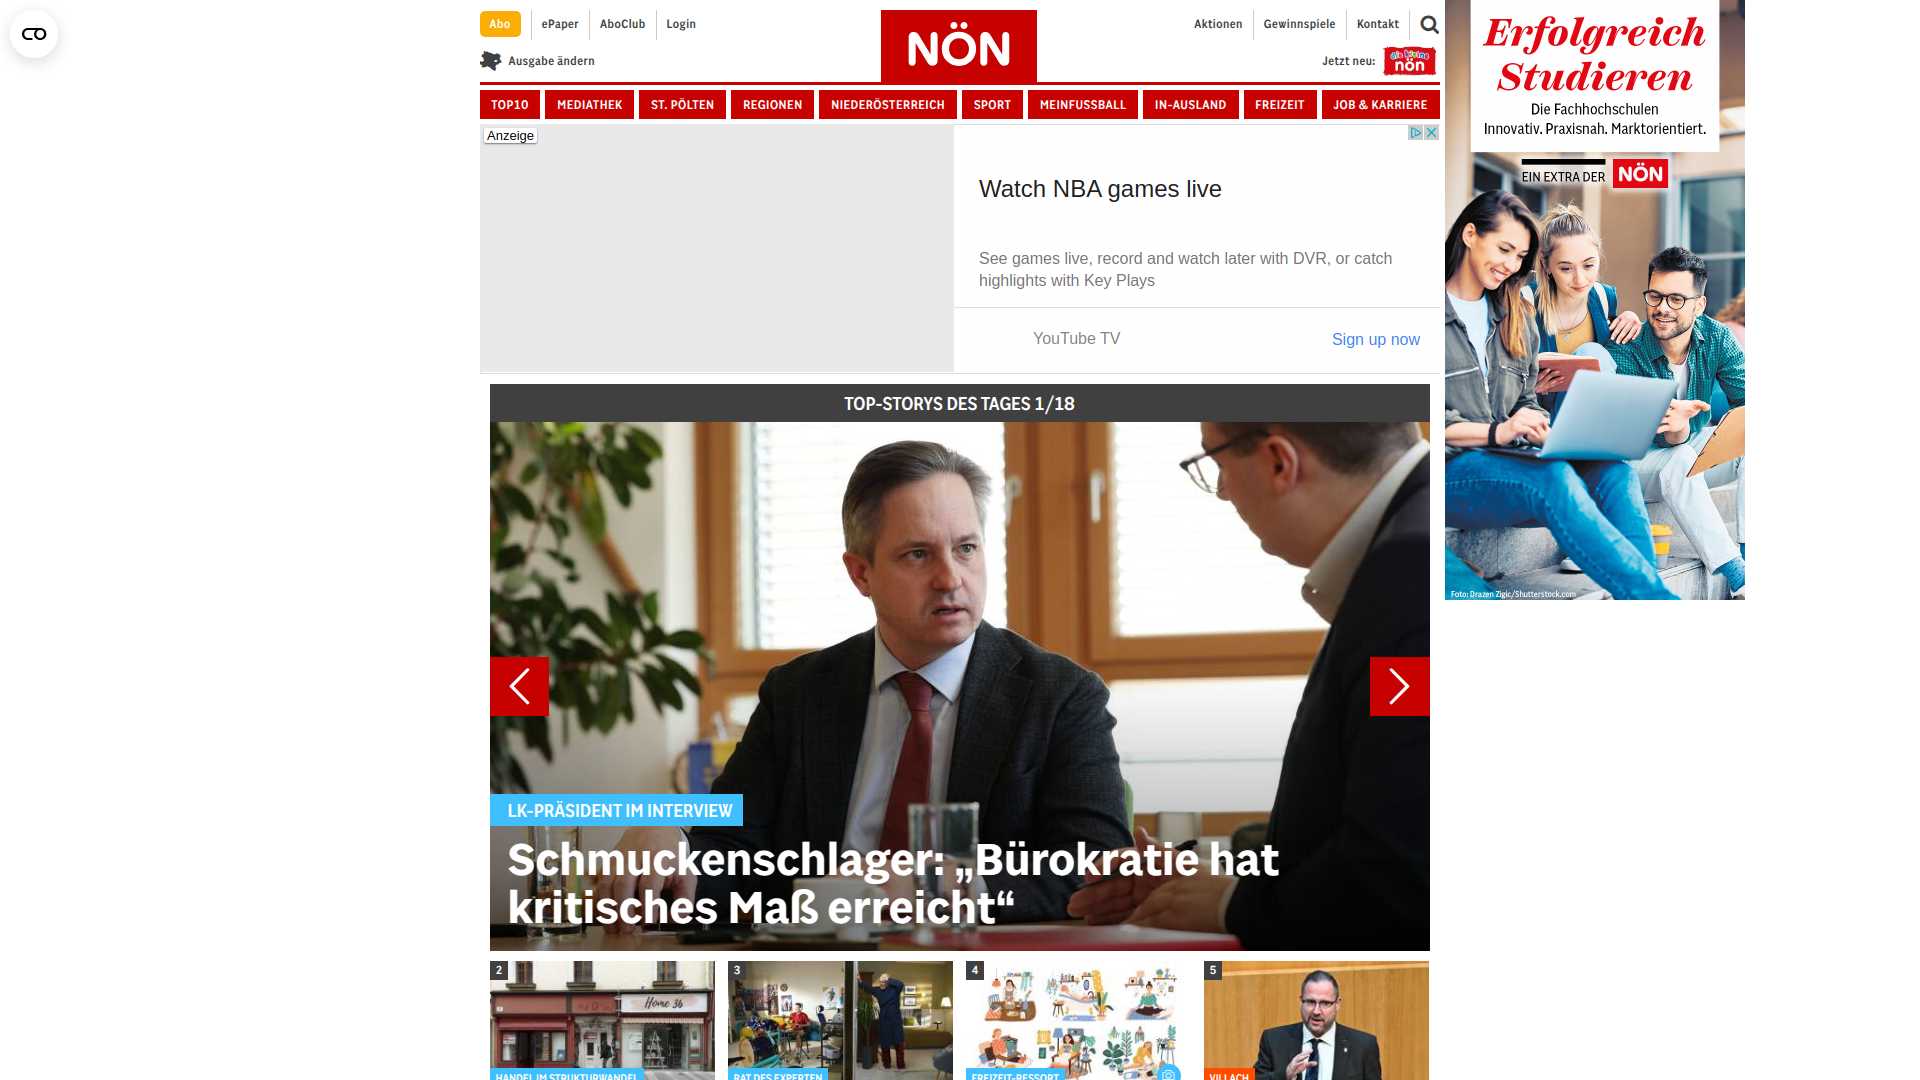 Abo
ePaper
AboClub
Login
NÖN
Aktionen
Gewinnspiele
Kontakt
Ausgabe ändern
Jetzt neu:
die kleine
nön
TOP10
MEDIATHEK
ST. PÖLTEN
REGIONEN
NIEDERÖSTERREICH
SPORT
MEINFUSSBALL
IN-AUSLAND
FREIZEIT
JOB & KARRIERE
Anzeige
Watch NBA games live
See games live, record and watch later with DVR, or catch
highlights with Key Plays
YouTube TV
Sign up now
Erfolgreich
Studieren
Die Fachhochschulen
Innovativ. Praxisnah. Marktorientiert.
EIN EXTRA DER NÖN
Foto: Drazen Zigic/Shutterstock.com
TOP-STORYS DES TAGES 1/18
LK-PRÄSIDENT IM INTERVIEW
Schmuckenschlager: „Bürokratie hat
kritisches Maß erreicht“
2
Home 36
HANDEL IM STRUKTURWANDEL
3
RAT DES EXPERTEN
4
FREIZEIT-RESSORT
5
VILLACH